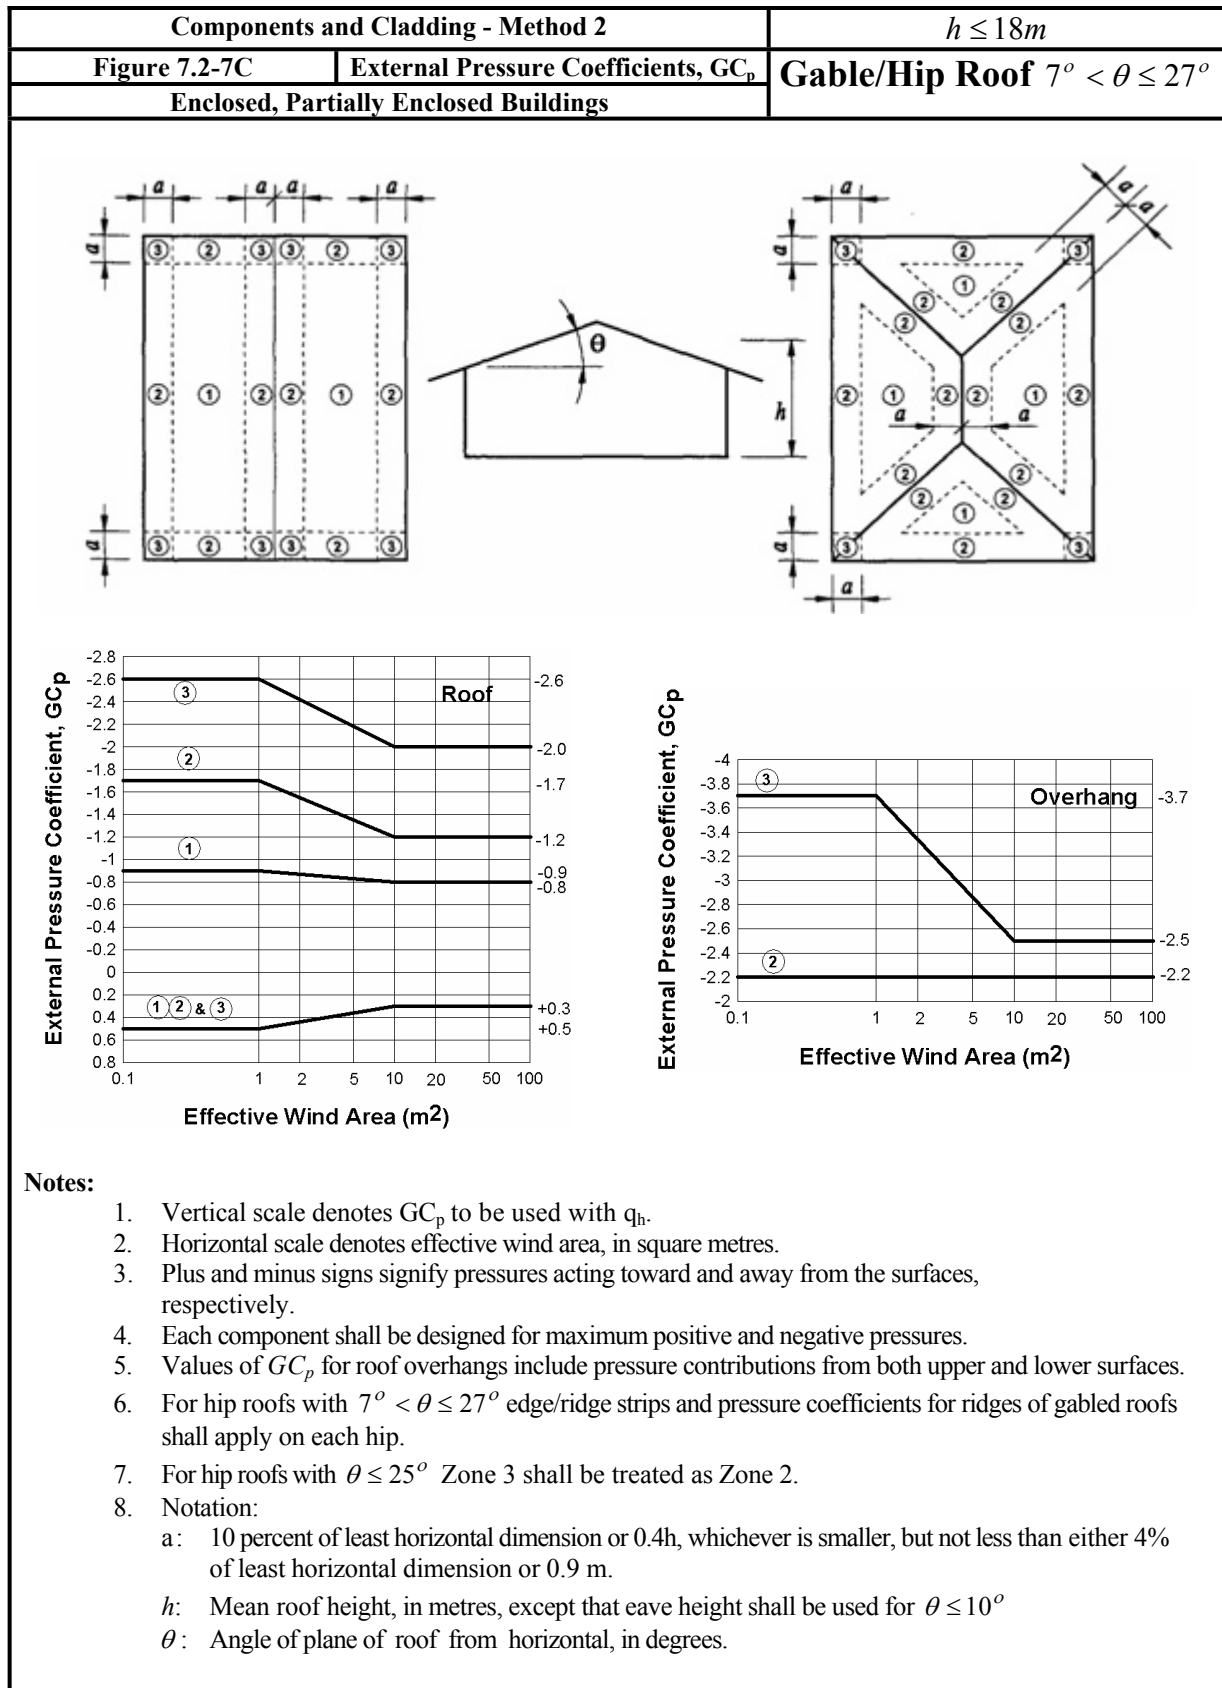 Components and Cladding - Method 2
h ≤ 18m
Figure 7.2-7C
External Pressure Coefficients, GCp
Gable/Hip Roof 7° < θ ≤ 27°
Enclosed, Partially Enclosed Buildings
a a a a
a
3 2 3 3 2 3
2 1 2 2 1 2
a
3 2 3 3 2 3
θ
h
a a a
a
3 2 3
1
2 2
2 2
2 1 2 2 1 2
a a
2 2
2 2
1
a
3 2 3
a
External Pressure Coefficient, GCp
-2.8
-2.6
-2.4
-2.2
-2
-1.8
-1.6
-1.4
-1.2
-1
-0.8
-0.6
-0.4
-0.2
0
0.2
0.4
0.6
0.8
Roof
3
2
1
1 2 & 3
-2.6
-2.0
-1.7
-1.2
-0.9
-0.8
+0.3
+0.5
0.1 1 2 5 10 20 50 100
Effective Wind Area (m2)
External Pressure Coefficient, GCp
-4
-3.8
-3.6
-3.4
-3.2
-3
-2.8
-2.6
-2.4
-2.2
-2
Overhang
3
2
-3.7
-2.5
-2.2
0.1 1 2 5 10 20 50 100
Effective Wind Area (m2)
Notes:
1. Vertical scale denotes GCp to be used with qh.
2. Horizontal scale denotes effective wind area, in square metres.
3. Plus and minus signs signify pressures acting toward and away from the surfaces,
respectively.
4. Each component shall be designed for maximum positive and negative pressures.
5. Values of GCp for roof overhangs include pressure contributions from both upper and lower surfaces.
6. For hip roofs with 7° < θ ≤ 27° edge/ridge strips and pressure coefficients for ridges of gabled roofs
shall apply on each hip.
7. For hip roofs with θ ≤ 25° Zone 3 shall be treated as Zone 2.
8. Notation:
a: 10 percent of least horizontal dimension or 0.4h, whichever is smaller, but not less than either 4%
of least horizontal dimension or 0.9 m.
h: Mean roof height, in metres, except that eave height shall be used for θ ≤ 10°
θ: Angle of plane of roof from horizontal, in degrees.